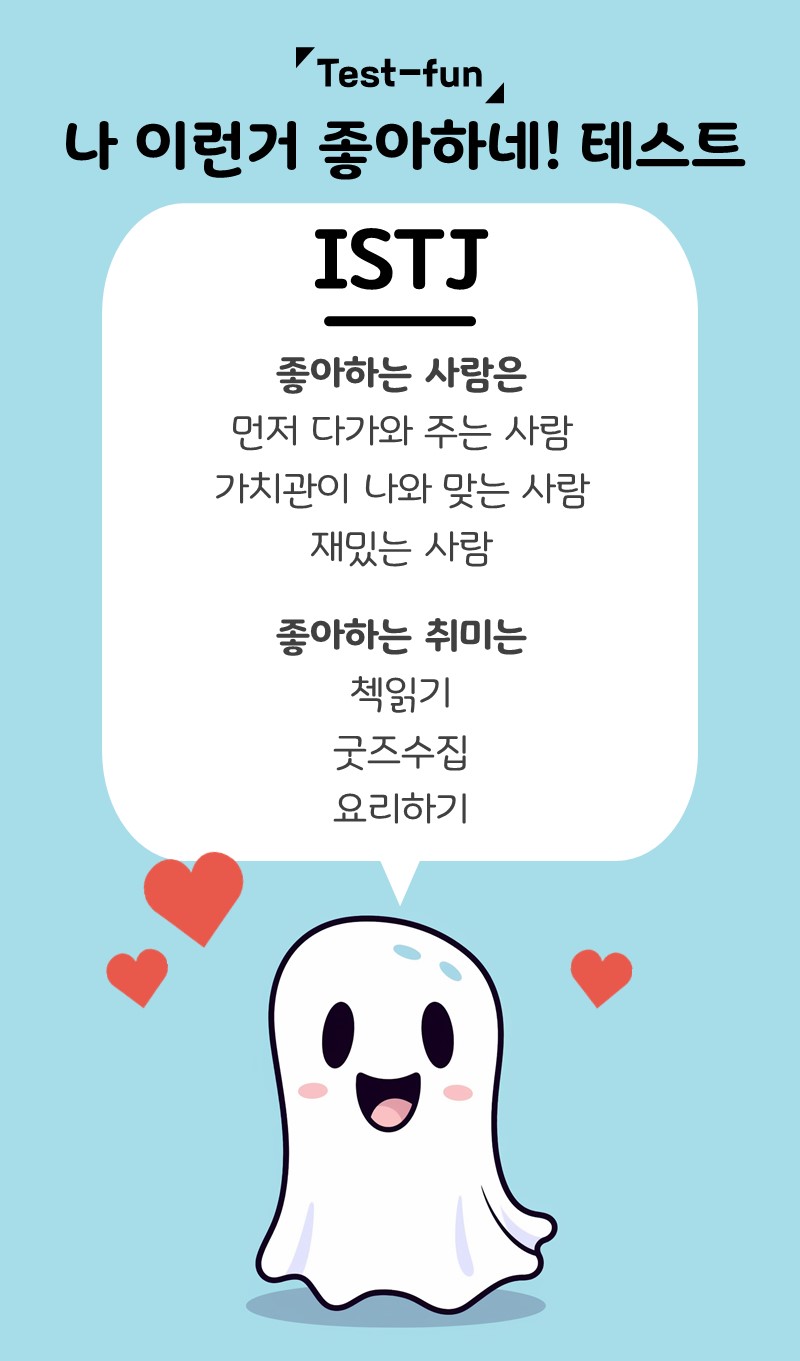 Test-fun
나 이런거 좋아하네! 테스트
ISTJ
좋아하는 사람은
먼저 다가와 주는 사람
가치관이 나와 맞는 사람
재밌는 사람
좋아하는 취미는
첵읽기
굿즈수집
요리하기